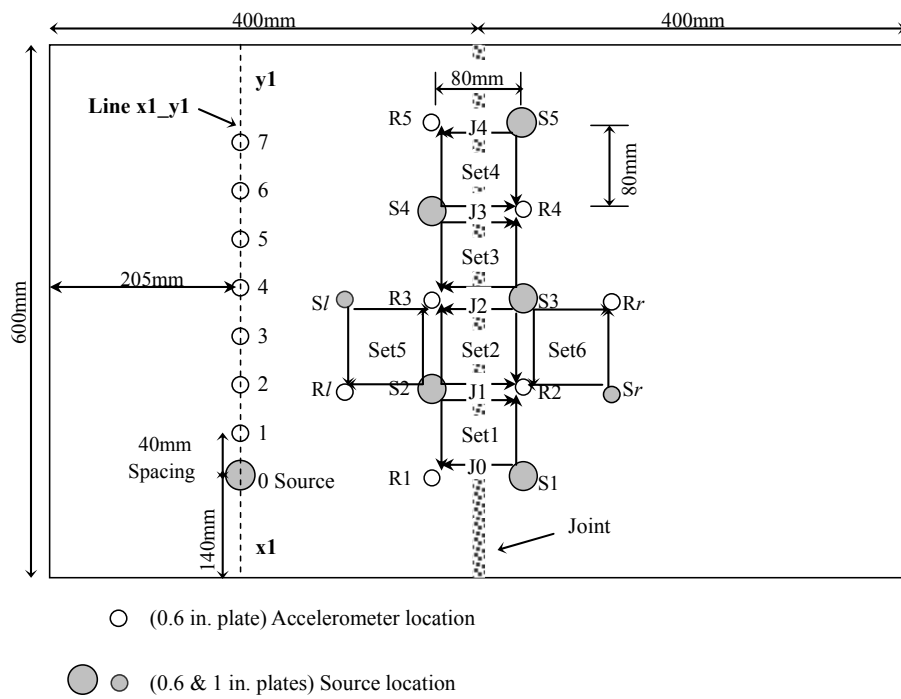 400mm 400mm
y1
80mm
Line x1_y1
R5 J4 S5
7
Set4
80mm
6
S4 J3 R4
5
Set3
205mm
4
Sl R3 J2 S3 Rr
600mm
3
Set5 Set2 Set6
2
Rl S2 J1 R2 Sr
1
40mm
Spacing
Set1
J0
0 Source R1 S1
140mm
x1
Joint
(0.6 in. plate) Accelerometer location
(0.6 & 1 in. plates) Source location